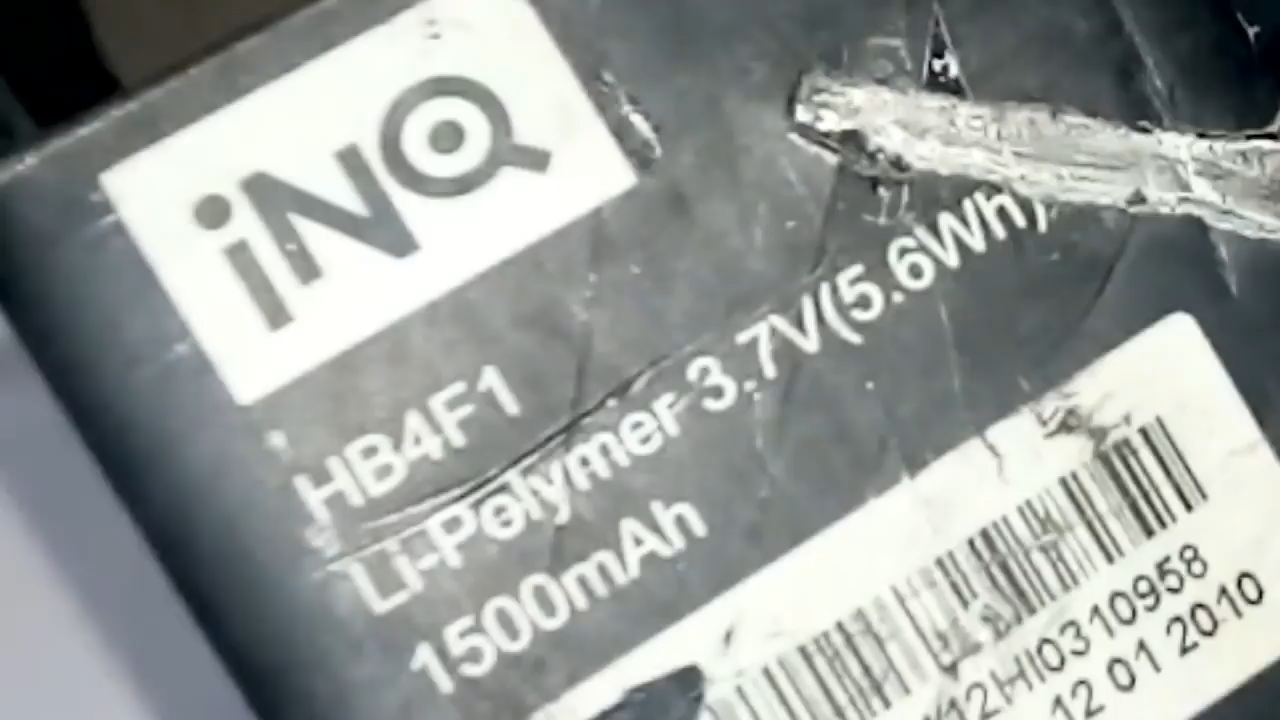 iNQ
HB4F1
Li-Polymer 3.7V(5.6Wh)
1500mAh
12HI0310958
12 01 2010